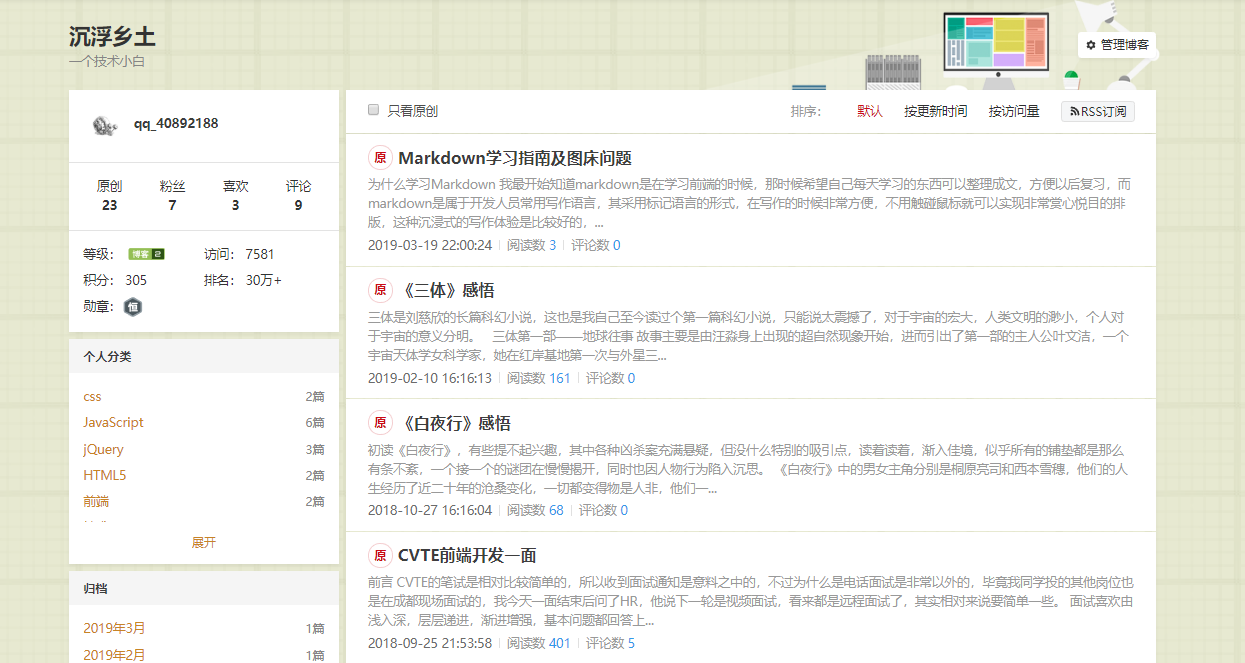 沉浮乡土
一个技术小白
管理博客
qq_40892188
原创 粉丝 喜欢 评论
23 7 3 9
等级： 博客 2 访问： 7581
积分： 305 排名： 30万+
勋章： 恒
个人分类
css 2篇
JavaScript 6篇
jQuery 3篇
HTML5 2篇
前端 2篇
展开
归档
2019年3月 1篇
2019年2月 1篇
只看原创 排序： 默认 按更新时间 按访问量 RSS订阅
原 Markdown学习指南及图床问题
为什么学习Markdown 我最开始知道markdown是在学习前端的时候，那时候希望自己每天学习的东西可以整理成文，方便以后复习，而
markdown是属于开发人员常用写作语言，其采用标记语言的形式，在写作的时候非常方便，不用触碰鼠标就可以实现非常赏心悦目的排
版，这种沉浸式的写作体验是比较好的，...
2019-03-19 22:00:24 阅读数 3 评论数 0
原 《三体》感悟
三体是刘慈欣的长篇科幻小说，这也是我自己至今读过个第一篇科幻小说，只能说太震撼了，对于宇宙的宏大，人类文明的渺小，个人对
于宇宙的意义分明。 三体第一部——地球往事 故事主要是由汪淼身上出现的超自然现象开始，进而引出了第一部的主人公叶文洁，一个
宇宙天体学女科学家，她在红岸基地第一次与外星三...
2019-02-10 16:16:13 阅读数 161 评论数 0
原 《白夜行》感悟
初读《白夜行》，有些提不起兴趣，其中各种凶杀案充满悬疑，但没什么特别的吸引点，读着读着，渐入佳境，似乎所有的铺垫都是那么
有条不紊，一个接一个的谜团在慢慢揭开，同时也因人物行为陷入沉思。 《白夜行》中的男女主角分别是桐原亮司和西本雪穗，他们的人
生经历了近二十年的沧桑变化，一切都变得物是人非，他们一...
2018-10-27 16:16:04 阅读数 68 评论数 0
原 CVTE前端开发一面
前言 CVTE的笔试是相对比较简单的，所以收到面试通知是意料之中的，不过为什么是电话面试是非常以外的，毕竟我同学投的其他岗位也
是在成都现场面试的，我今天一面结束后问了HR，他说下一轮是视频面试，看来都是远程面试了，其实相对来说要简单一些。 面试喜欢由
浅入深，层层递进，渐进增强，基本问题都回答上...
2018-09-25 21:53:58 阅读数 401 评论数 5